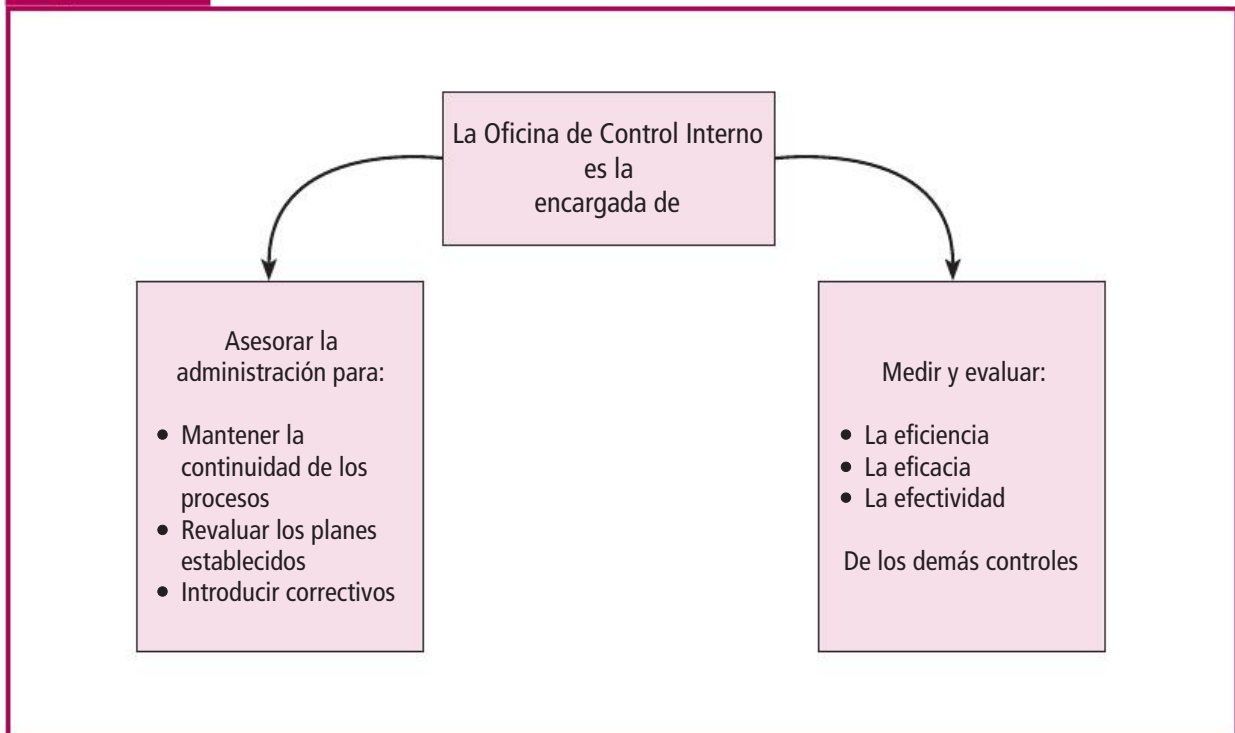 La Oficina de Control Interno
es la
encargada de
Asesorar la
administración para:
• Mantener la
continuidad de los
procesos
• Revaluar los planes
establecidos
• Introducir correctivos
Medir y evaluar:
• La eficiencia
• La eficacia
• La efectividad
De los demás controles